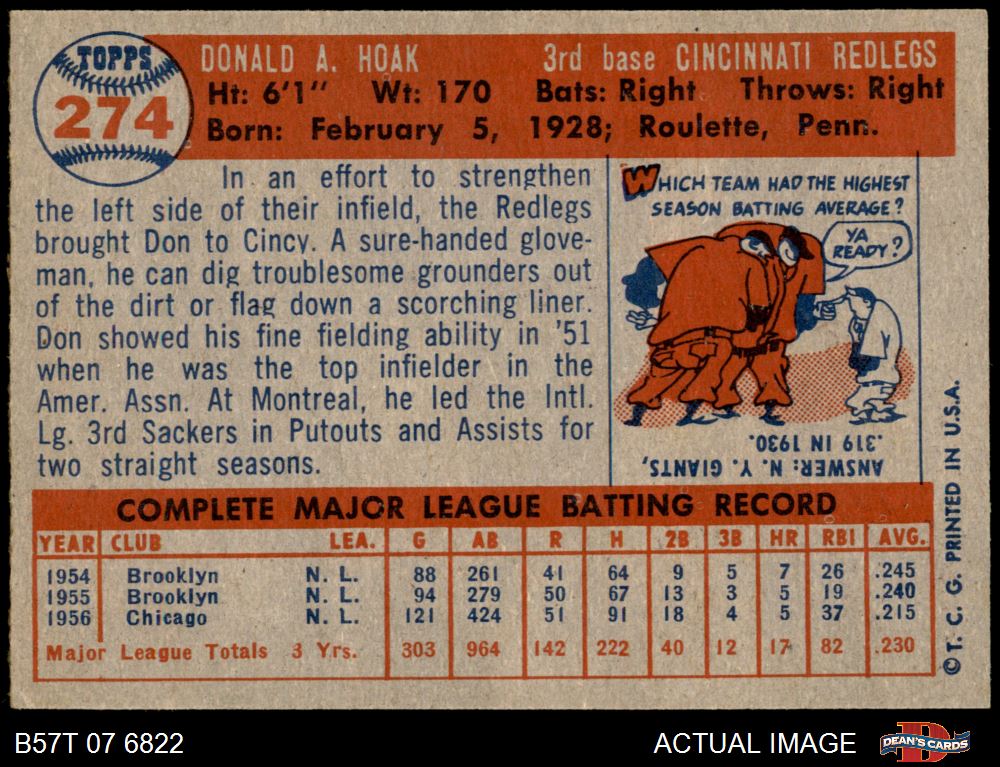 TOPPS
274
DONALD A. HOAK 3rd base CINCINNATI REDLEGS
Ht: 6'1" Wt: 170 Bats: Right Throws: Right
Born: February 5, 1928; Roulette, Penn.
In an effort to strengthen
the left side of their infield, the Redlegs
brought Don to Cincy. A sure-handed glove-
man, he can dig troublesome grounders out
of the dirt or flag down a scorching liner.
Don showed his fine fielding ability in '51
when he was the top infielder in the
Amer. Assn. At Montreal, he led the Intl.
Lg. 3rd Sackers in Putouts and Assists for
two straight seasons.
WHICH TEAM HAD THE HIGHEST
SEASON BATTING AVERAGE?
YA
READY?
ANSWER: N. Y. GIANTS,
.319 IN 1930.
COMPLETE MAJOR LEAGUE BATTING RECORD
YEAR CLUB LEA. G AB R H 2B 3B HR RBI AVG.
1954 Brooklyn N. L. 88 261 41 64 9 5 7 26 .245
1955 Brooklyn N. L. 94 279 50 67 13 3 5 19 .240
1956 Chicago N. L. 121 424 51 91 18 4 5 37 .215
Major League Totals 3 Yrs. 303 964 142 222 40 12 17 82 .230
© T. C. G. PRINTED IN U.S.A.
B57T 07 6822 ACTUAL IMAGE
D
DEAN'S CARDS